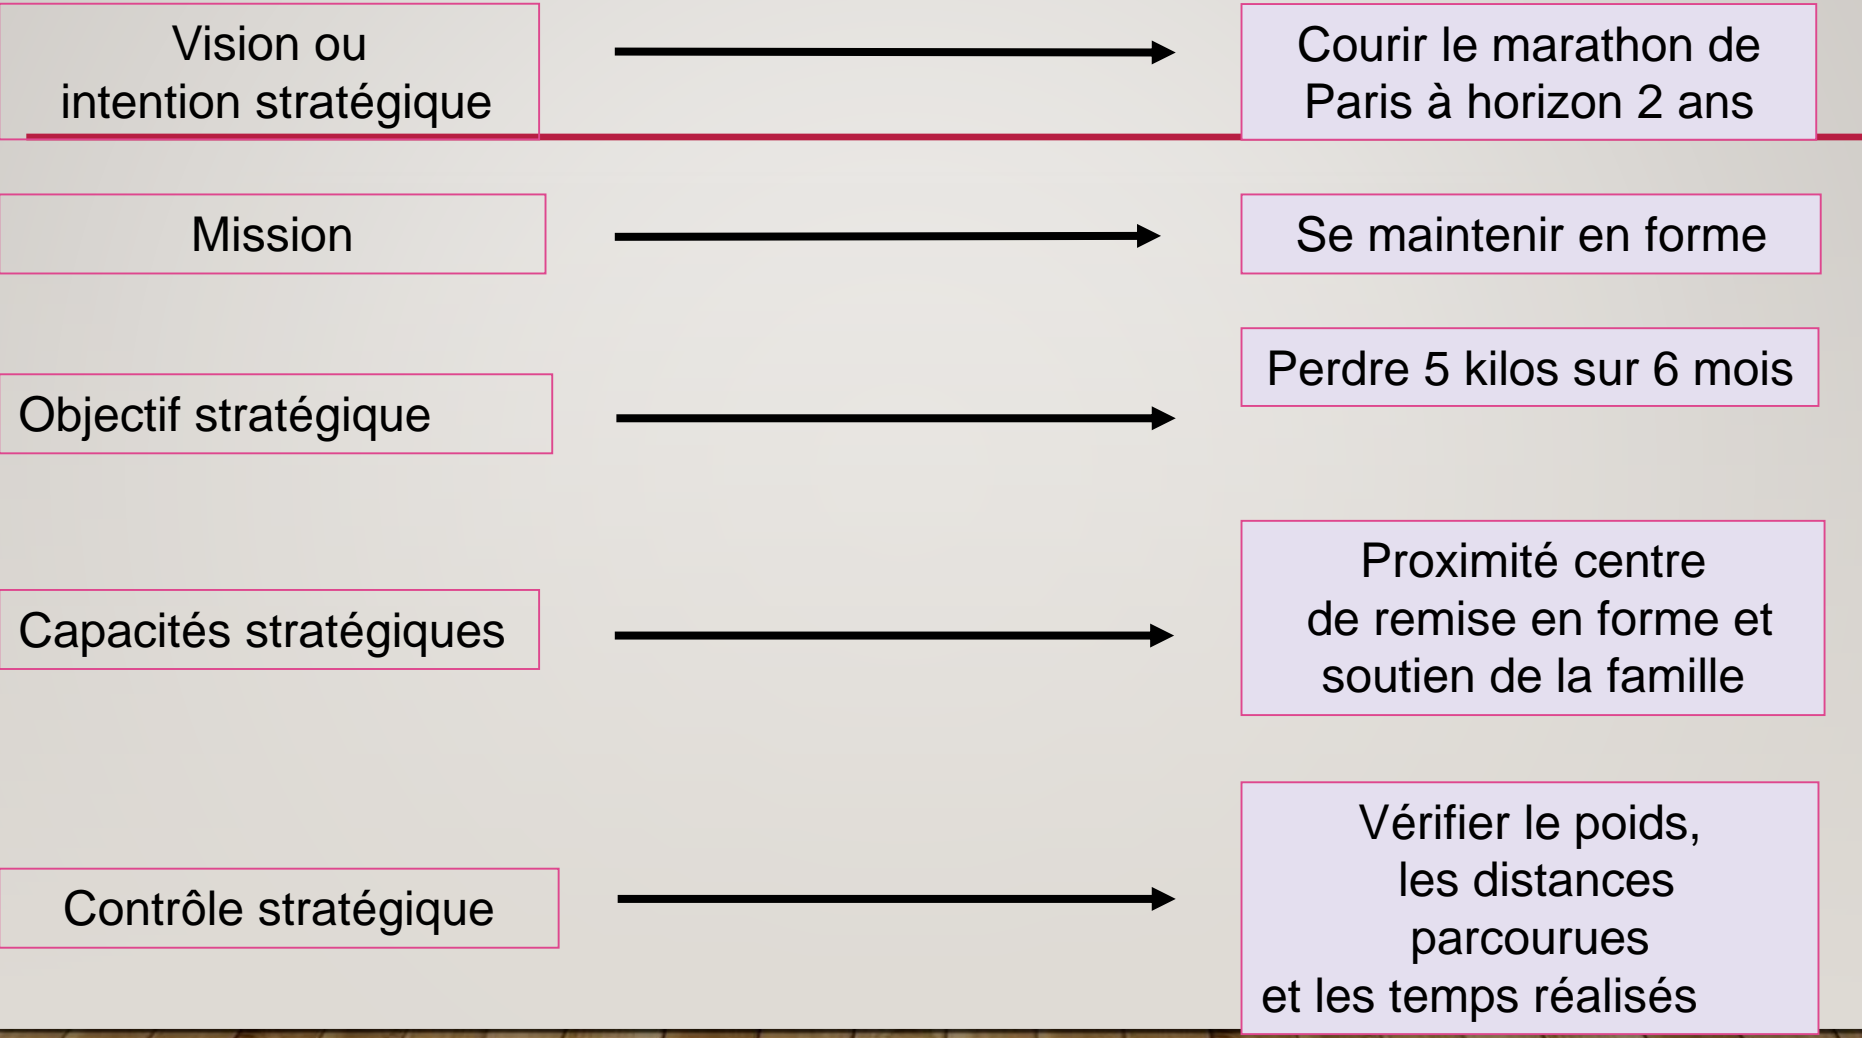 Vision ou
intention stratégique
Courir le marathon de
Paris à horizon 2 ans
Mission
Se maintenir en forme
Objectif stratégique
Perdre 5 kilos sur 6 mois
Capacités stratégiques
Proximité centre
de remise en forme et
soutien de la famille
Contrôle stratégique
Vérifier le poids,
les distances
parcourues
et les temps réalisés